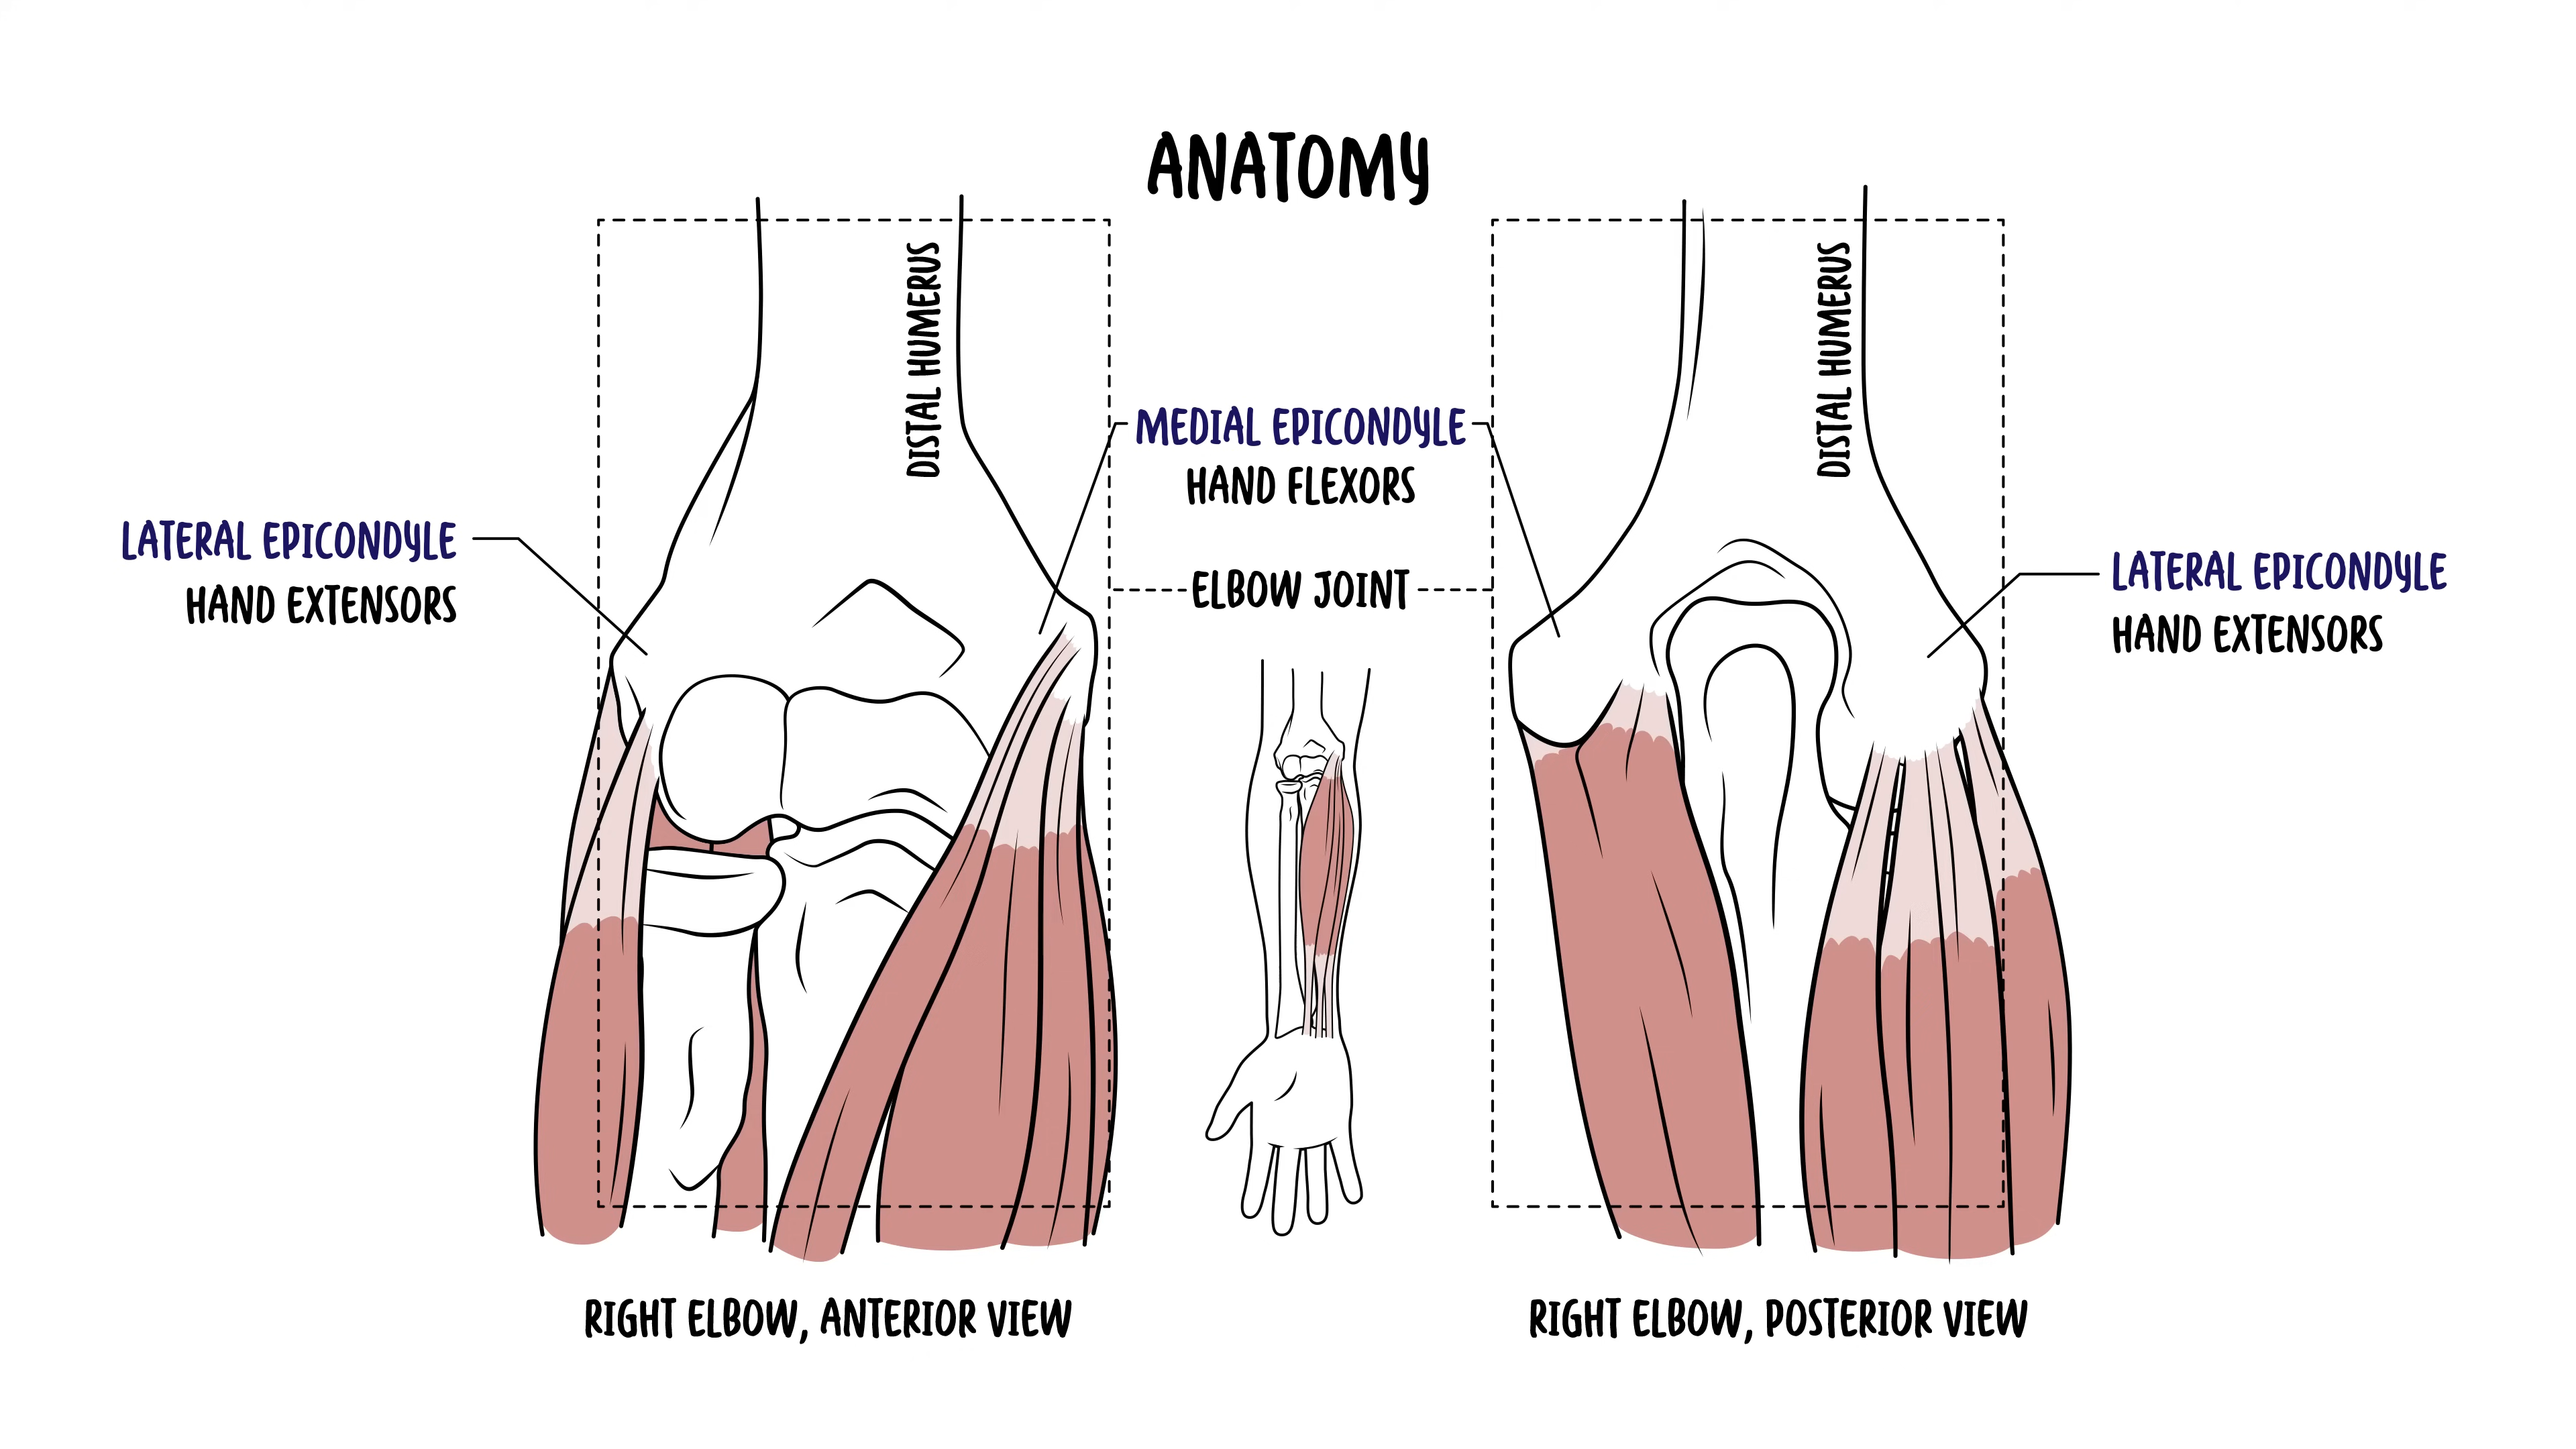 ANATOMY
DISTAL HUMERUS
DISTAL HUMERUS
MEDIAL EPICONDYLE
HAND FLEXORS
LATERAL EPICONDYLE
HAND EXTENSORS
ELBOW JOINT
LATERAL EPICONDYLE
HAND EXTENSORS
RIGHT ELBOW, ANTERIOR VIEW
RIGHT ELBOW, POSTERIOR VIEW